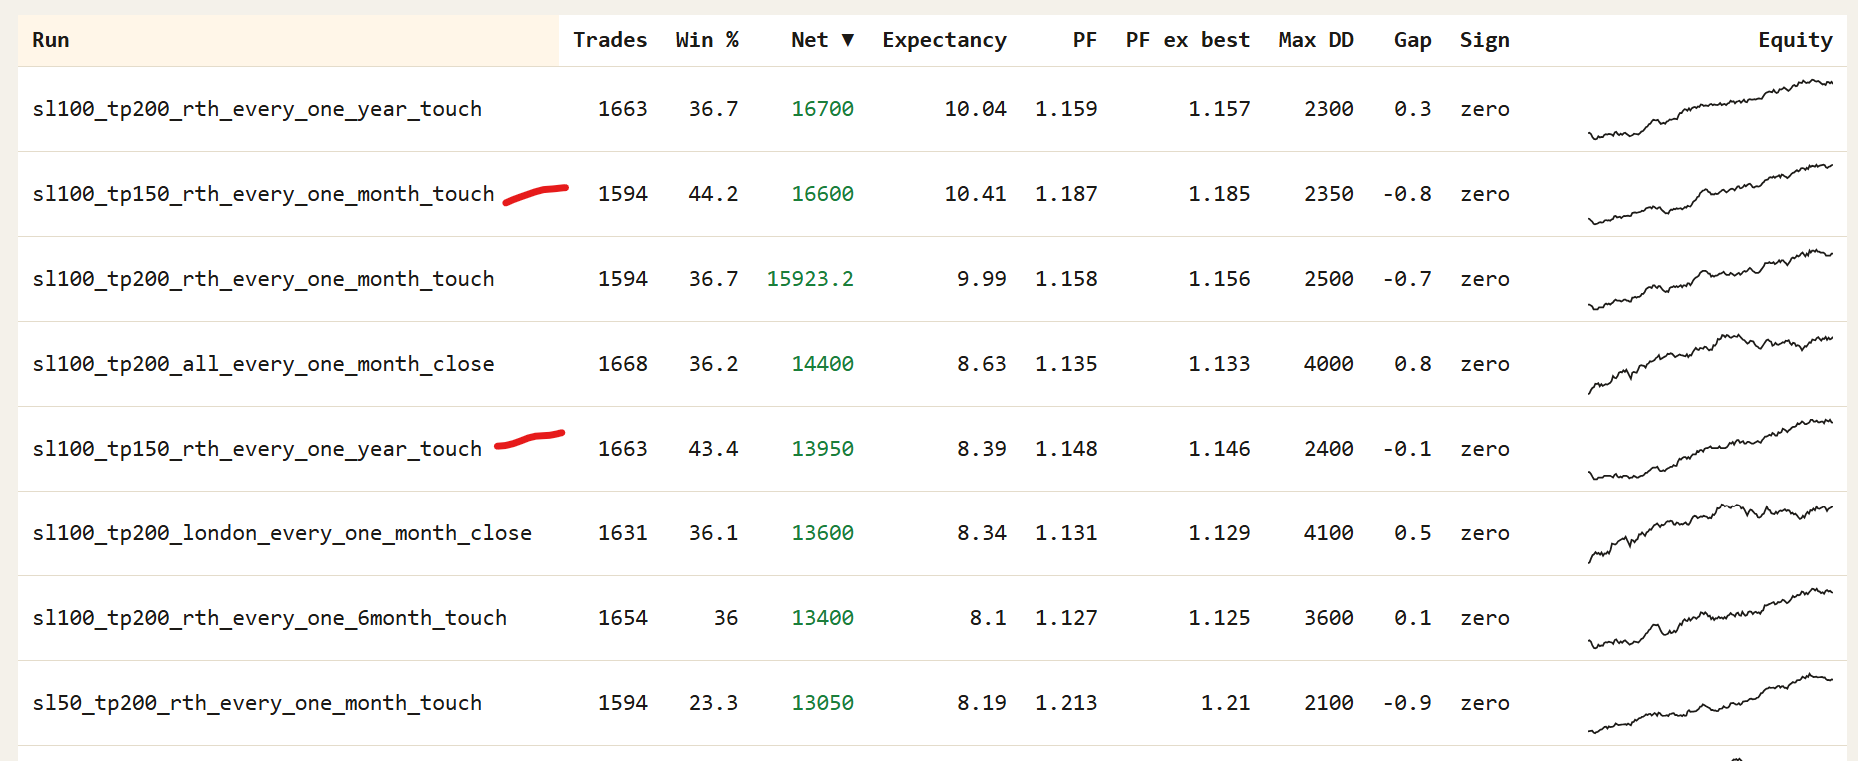 Run Trades Win % Net ▼ Expectancy PF PF ex best Max DD Gap Sign Equity
sl100_tp200_rth_every_one_year_touch 1663 36.7 16700 10.04 1.159 1.157 2300 0.3 zero
sl100_tp150_rth_every_one_month_touch 1594 44.2 16600 10.41 1.187 1.185 2350 -0.8 zero
sl100_tp200_rth_every_one_month_touch 1594 36.7 15923.2 9.99 1.158 1.156 2500 -0.7 zero
sl100_tp200_all_every_one_month_close 1668 36.2 14400 8.63 1.135 1.133 4000 0.8 zero
sl100_tp150_rth_every_one_year_touch 1663 43.4 13950 8.39 1.148 1.146 2400 -0.1 zero
sl100_tp200_london_every_one_month_close 1631 36.1 13600 8.34 1.131 1.129 4100 0.5 zero
sl100_tp200_rth_every_one_6month_touch 1654 36 13400 8.1 1.127 1.125 3600 0.1 zero
sl50_tp200_rth_every_one_month_touch 1594 23.3 13050 8.19 1.213 1.21 2100 -0.9 zero